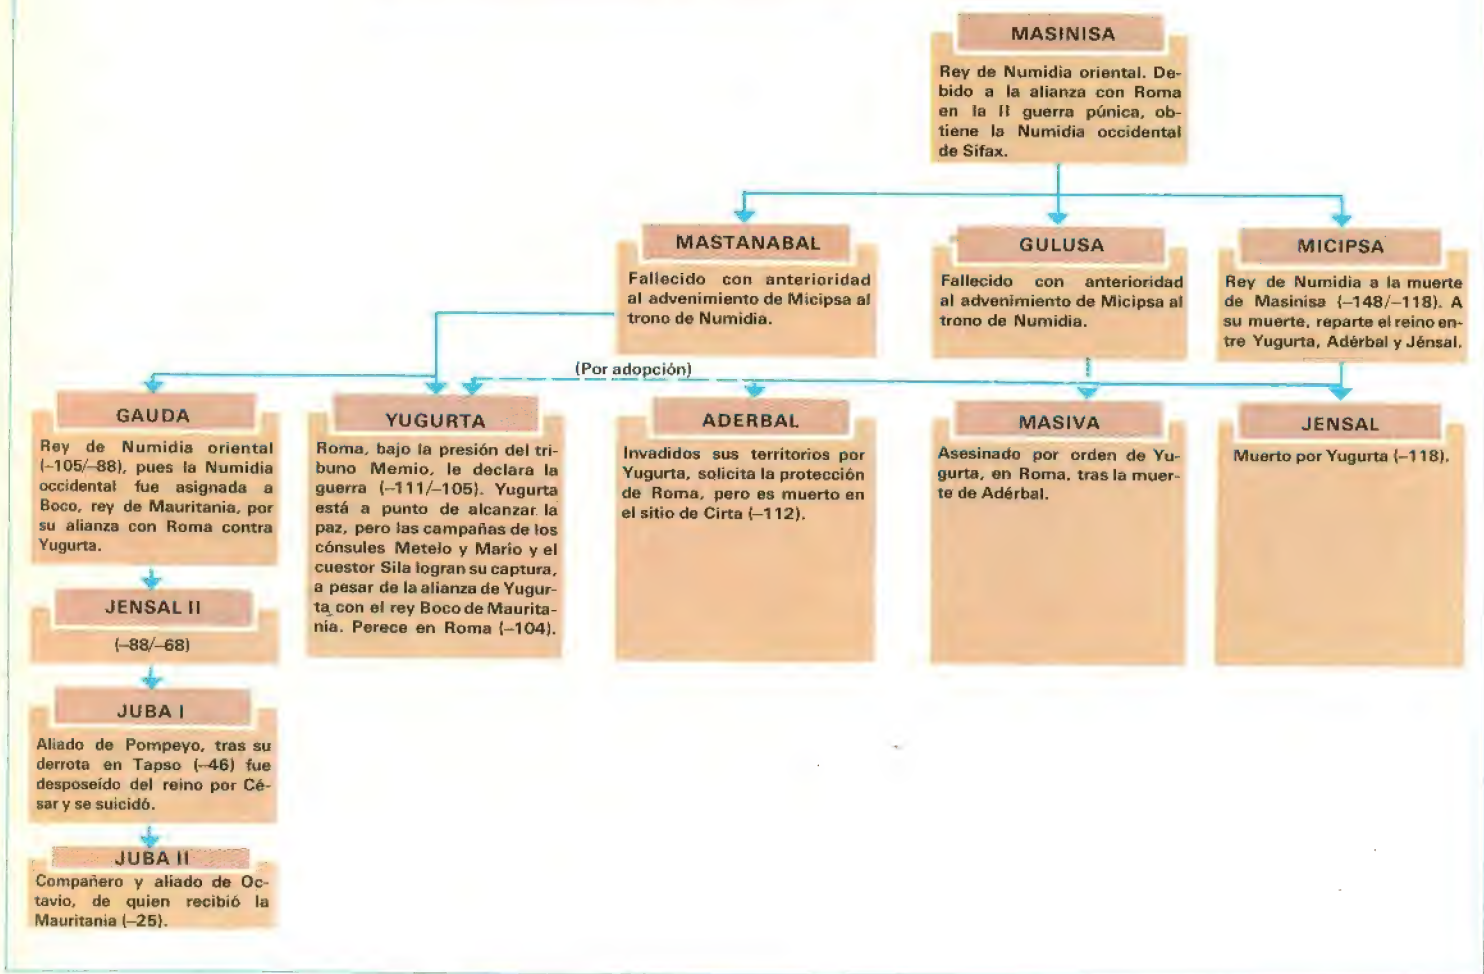 MASINISA
Rey de Numidia oriental. De-
bido a la alianza con Roma
en la II guerra púnica, ob-
tiene la Numidia occidental
de Sifax.
MASTANABAL
Fallecido con anterioridad
al advenimiento de Micipsa al
trono de Numidia.
GULUSA
Fallecido con anterioridad
al advenimiento de Micipsa al
trono de Numidia.
MICIPSA
Rey de Numidia a la muerte
de Masinisa (–148/–118). A
su muerte, reparte el reino en-
tre Yugurta, Adérbal y Jénsal.
(Por adopción)
GAUDA
Rey de Numidia oriental
(–105/–88), pues la Numidia
occidental fue asignada a
Boco, rey de Mauritania, por
su alianza con Roma contra
Yugurta.
YUGURTA
Roma, bajo la presión del tri-
buno Memio, le declara la
guerra (–111/–105). Yugurta
está a punto de alcanzar la
paz, pero las campañas de los
cónsules Metelo y Mario y el
cuestor Sila logran su captura,
a pesar de la alianza de Yugur-
ta con el rey Boco de Maurita-
nia. Perece en Roma (–104).
ADERBAL
Invadidos sus territorios por
Yugurta, solicita la protección
de Roma, pero es muerto en
el sitio de Cirta (–112).
MASIVA
Asesinado por orden de Yu-
gurta, en Roma, tras la muer-
te de Adérbal.
JENSAL
Muerto por Yugurta (–118).
JENSAL II
(–88/–68)
JUBA I
Aliado de Pompeyo, tras su
derrota en Tapso (–46) fue
desposeído del reino por Cé-
sar y se suicidó.
JUBA II
Compañero y aliado de Oc-
tavio, de quien recibió la
Mauritania (–25).